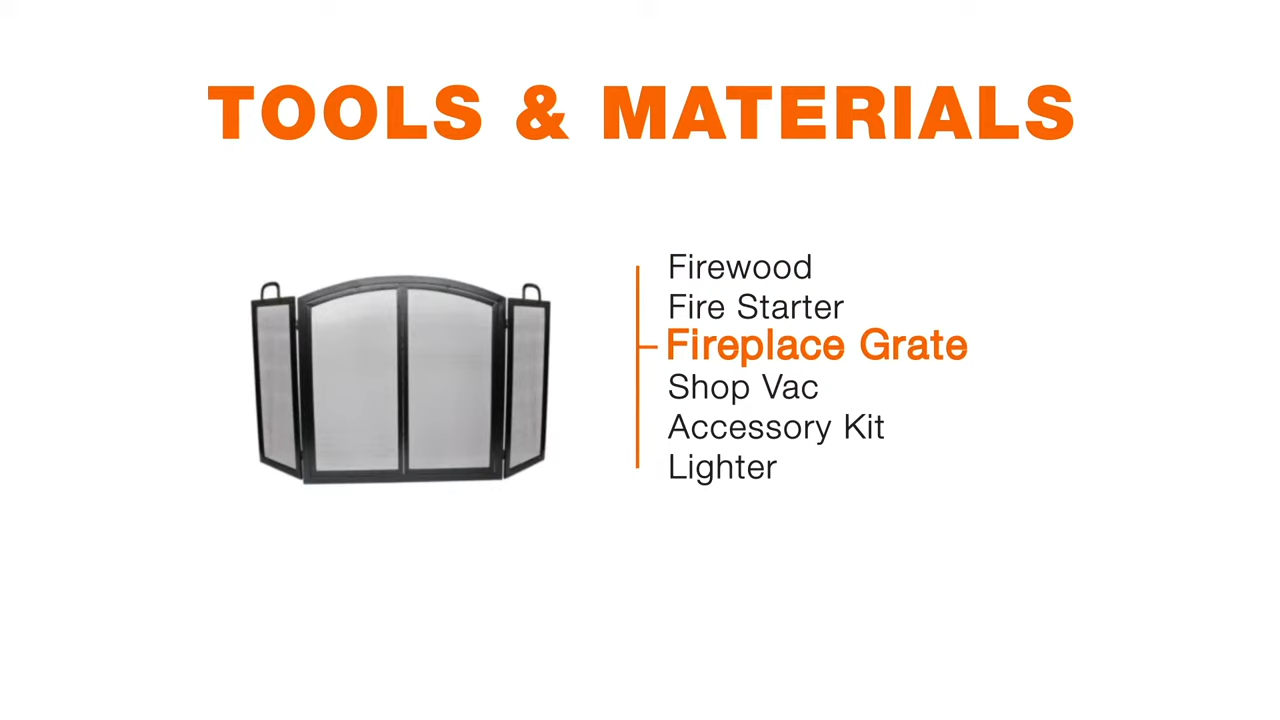 TOOLS & MATERIALS
Firewood
Fire Starter
Fireplace Grate
Shop Vac
Accessory Kit
Lighter